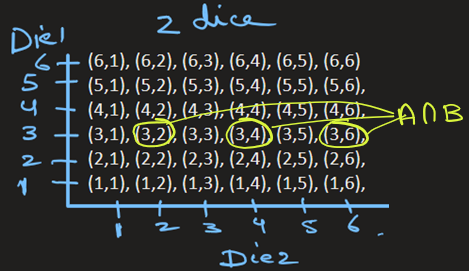 2 dice
Die1
6 (6,1), (6,2), (6,3), (6,4), (6,5), (6,6)
5 (5,1), (5,2), (5,3), (5,4), (5,5), (5,6),
4 (4,1), (4,2), (4,3), (4,4), (4,5), (4,6),
3 (3,1), (3,2), (3,3), (3,4), (3,5), (3,6),
2 (2,1), (2,2), (2,3), (2,4), (2,5), (2,6),
1 (1,1), (1,2), (1,3), (1,4), (1,5), (1,6),
A∩B
1 2 3 4 5 6 .
Die2